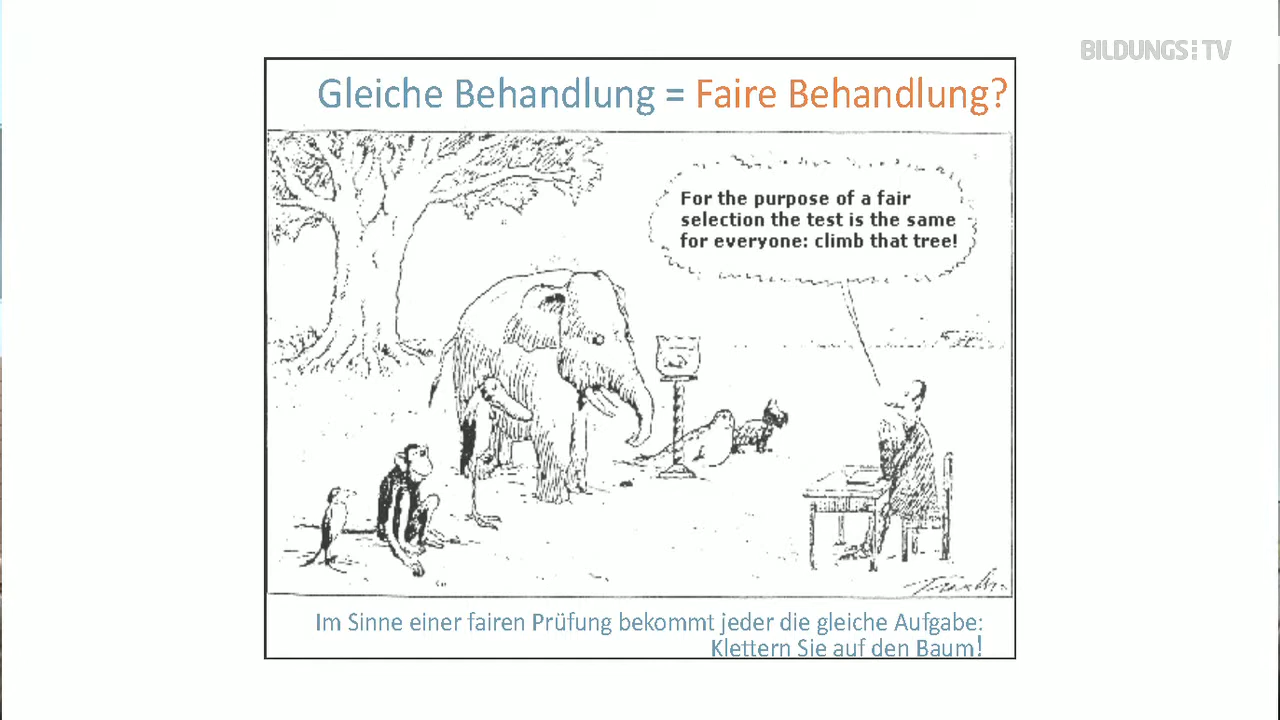 BILDUNGS TV
Gleiche Behandlung = Faire Behandlung?
For the purpose of a fair
selection the test is the same
for everyone: climb that tree!
Im Sinne einer fairen Prüfung bekommt jeder die gleiche Aufgabe:
Klettern Sie auf den Baum!